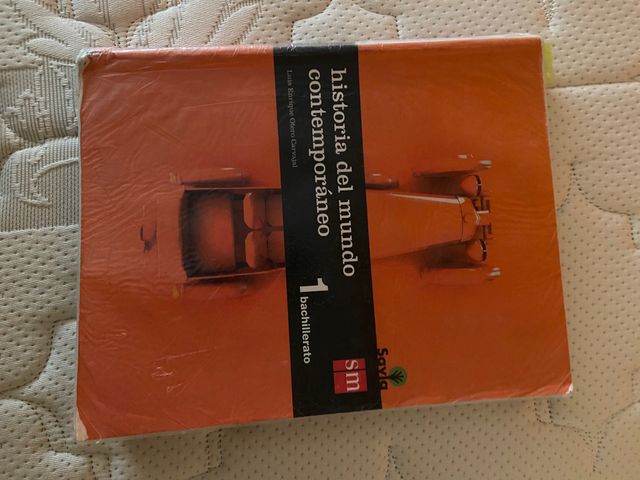 historia del mundo
contemporáneo
Luis Enrique Otero Carvajal
1
bachillerato
sm
Savia